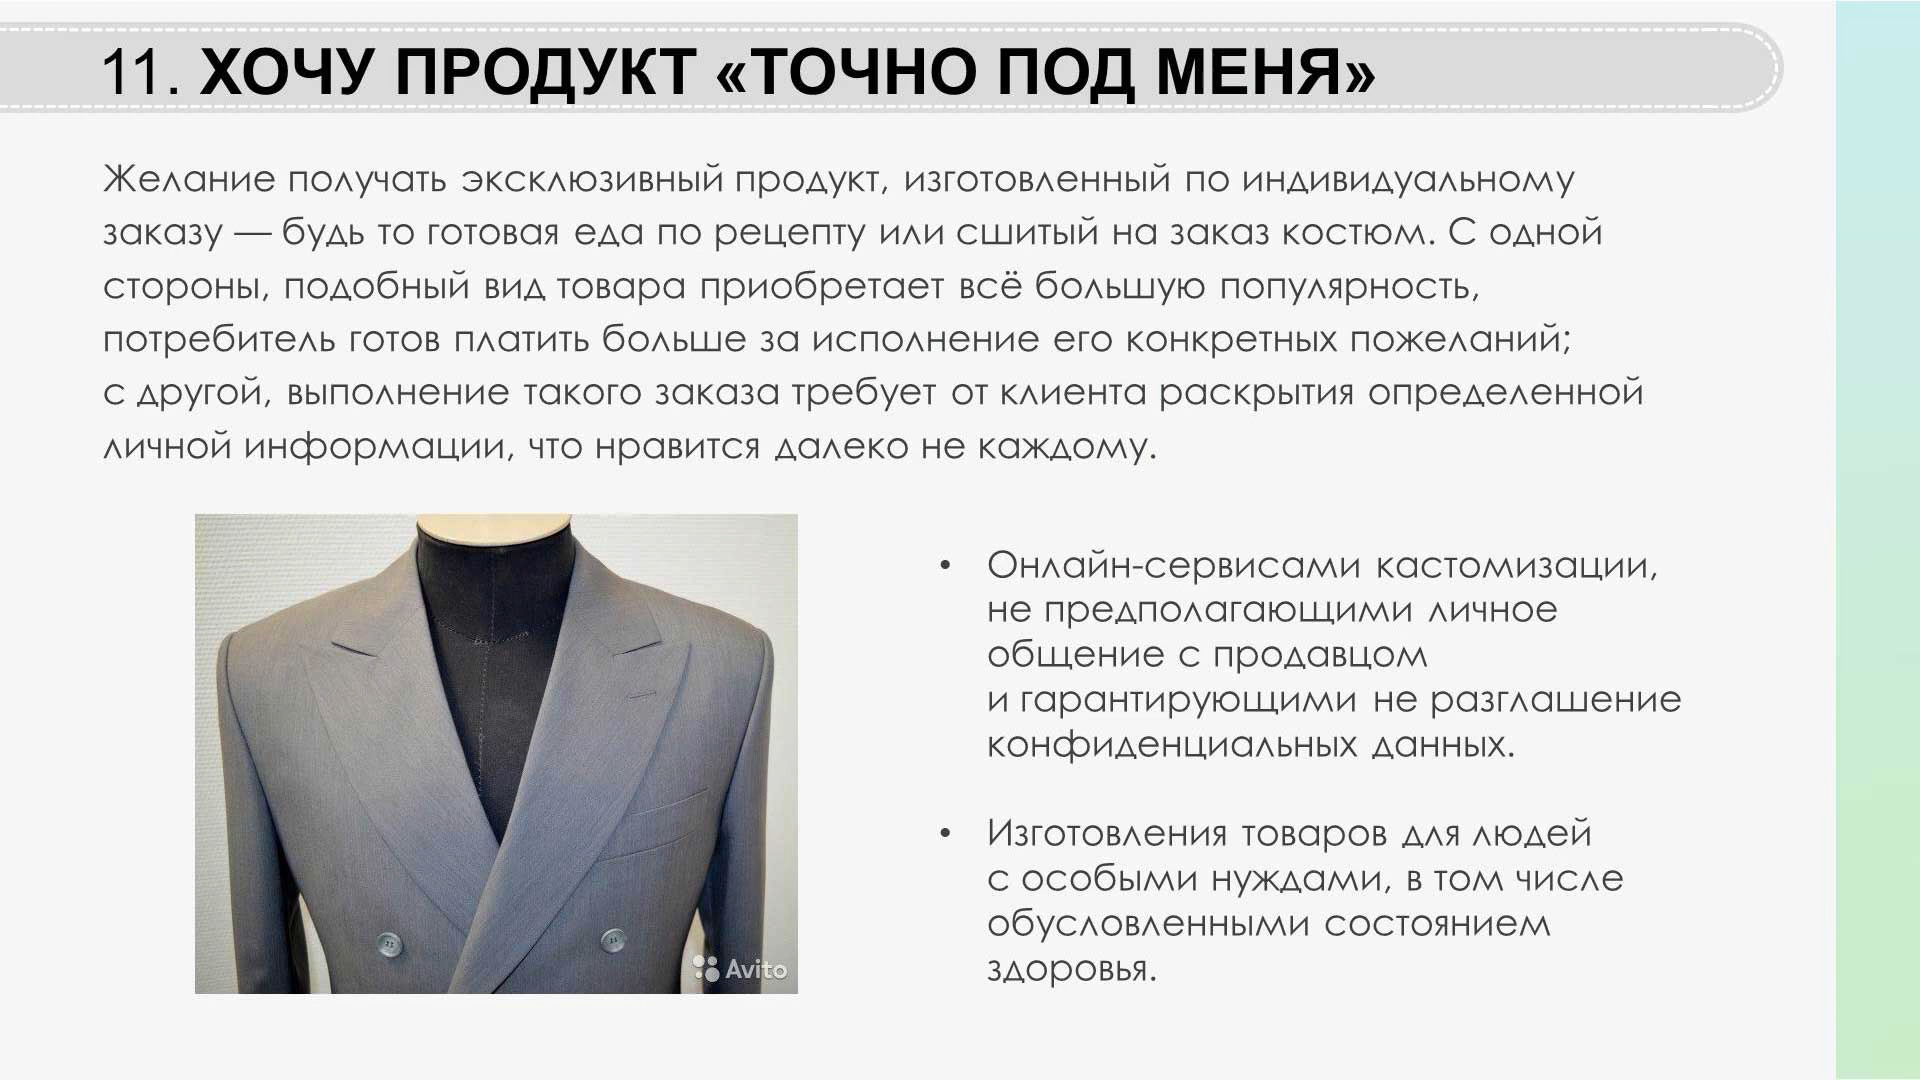 11. ХОЧУ ПРОДУКТ «ТОЧНО ПОД МЕНЯ»
Желание получать эксклюзивный продукт, изготовленный по индивидуальному
заказу — будь то готовая еда по рецепту или сшитый на заказ костюм. С одной
стороны, подобный вид товара приобретает всё большую популярность,
потребитель готов платить больше за исполнение его конкретных пожеланий;
с другой, выполнение такого заказа требует от клиента раскрытия определенной
личной информации, что нравится далеко не каждому.
• Онлайн-сервисами кастомизации,
не предполагающими личное
общение с продавцом
и гарантирующими не разглашение
конфиденциальных данных.
• Изготовления товаров для людей
с особыми нуждами, в том числе
обусловленными состоянием
здоровья.
Avito